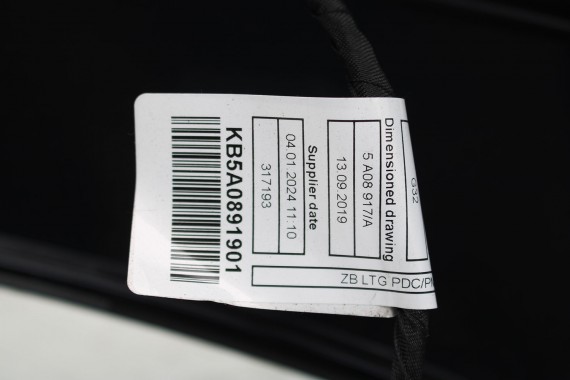 ZB LTG PDC/P
G32
Dimensioned drawing
5 A08 917/A
13 09 2019
Supplier date
04 01 2024 11:10
317193
KB5A0891901